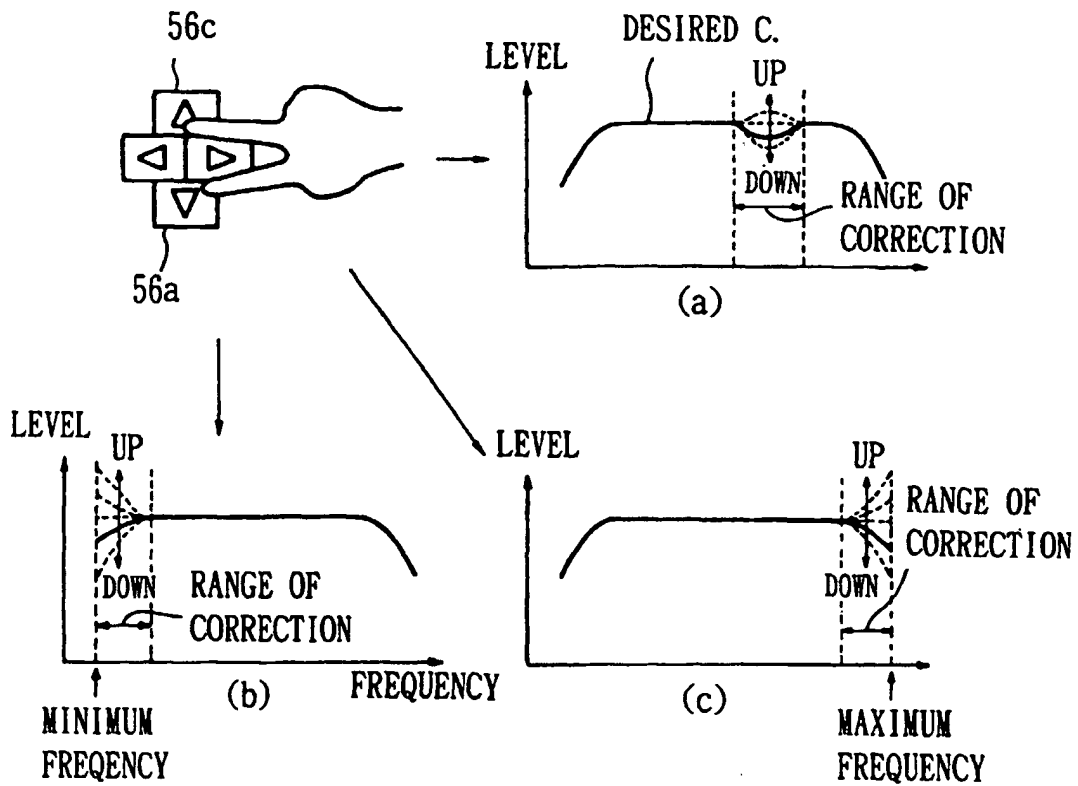 56c
56a
DESIRED C.
LEVEL
UP
DOWN
RANGE OF
CORRECTION
(a)
LEVEL
UP
DOWN
RANGE OF
CORRECTION
FREQUENCY
(b)
MINIMUM
FREQENCY
LEVEL
UP
DOWN
RANGE OF
CORRECTION
(c)
MAXIMUM
FREQUENCY